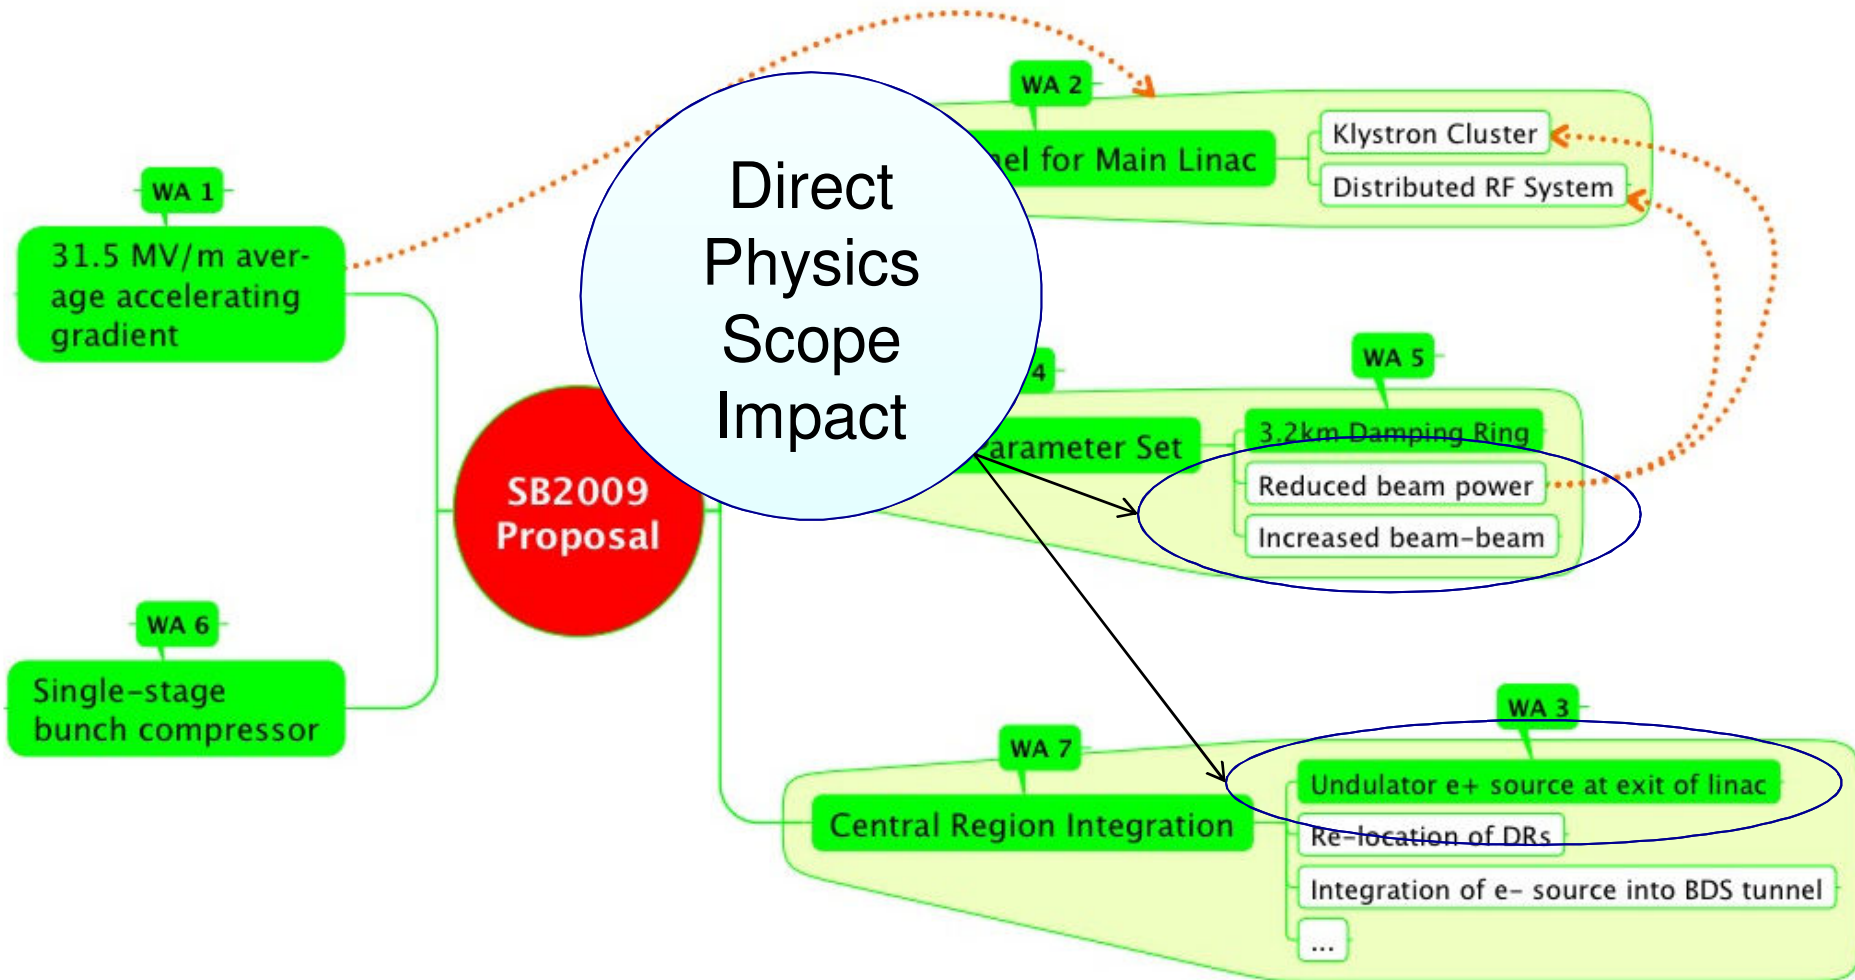 WA 1
31.5 MV/m aver-
age accelerating
gradient
WA 6
Single-stage
bunch compressor
SB2009
Proposal
Direct
Physics
Scope
Impact
WA 2
for Main Linac
Klystron Cluster
Distributed RF System
4
Parameter Set
WA 5
3.2km Damping Ring
Reduced beam power
Increased beam-beam
WA 7
Central Region Integration
WA 3
Undulator e+ source at exit of linac
Re-location of DRs
Integration of e- source into BDS tunnel
...